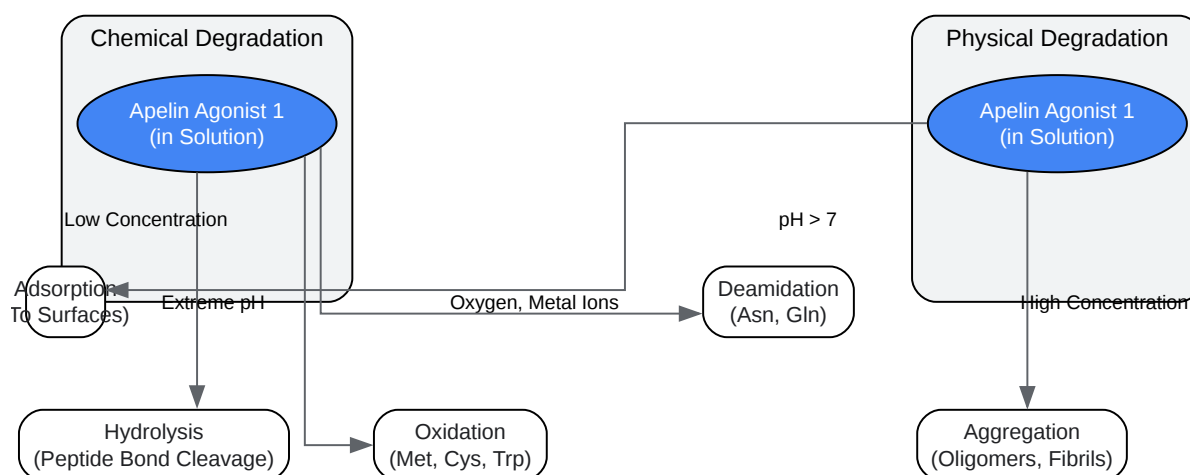 Chemical Degradation
Physical Degradation
Apelin Agonist 1
(in Solution)
Apelin Agonist 1
(in Solution)
Low Concentration
pH > 7
Adsorption
To Surfaces)
Extreme pH
Oxygen, Metal Ions
Deamidation
(Asn, Gln)
High Concentration
Hydrolysis
(Peptide Bond Cleavage)
Oxidation
(Met, Cys, Trp)
Aggregation
(Oligomers, Fibrils)